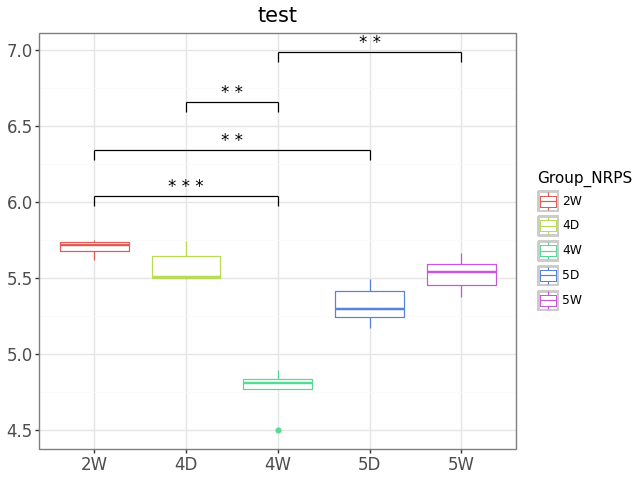 test
7.0
6.5
6.0
5.5
5.0
4.5
* *
* *
* *
* * *
2W 4D 4W 5D 5W
Group_NRPS
2W
4D
4W
5D
5W